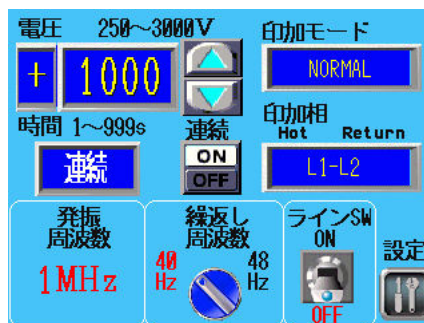 電圧 250～3000V
+ 1000
時間 1～999s
連続
連続
ON
OFF
印加モード
NORMAL
印加相
Hot Return
L1-L2
発振
周波数
1MHz
繰返し
周波数
40
Hz
48
Hz
ラインSW
ON
OFF
設定